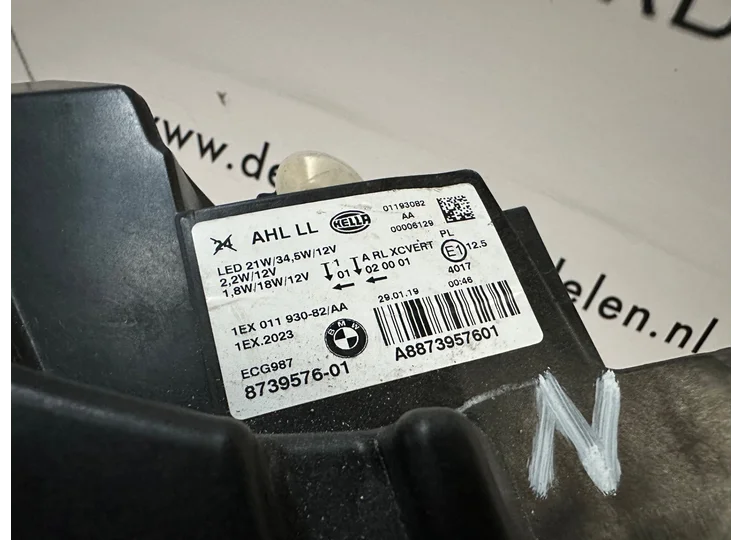 RD
www.de
delen.nl
AHL LL HELLA 01193082
AA
00006129
LED 21W/34,5W/12V
2,2W/12V
1,8W/18W/12V
1 A RL XCVERT PL
01 02 00 01 E1 12.5
4017
29.01.19 00:46
1EX 011 930-82/AA
1EX.2023
BMW
ECG987
8739576-01
A8873957601
N